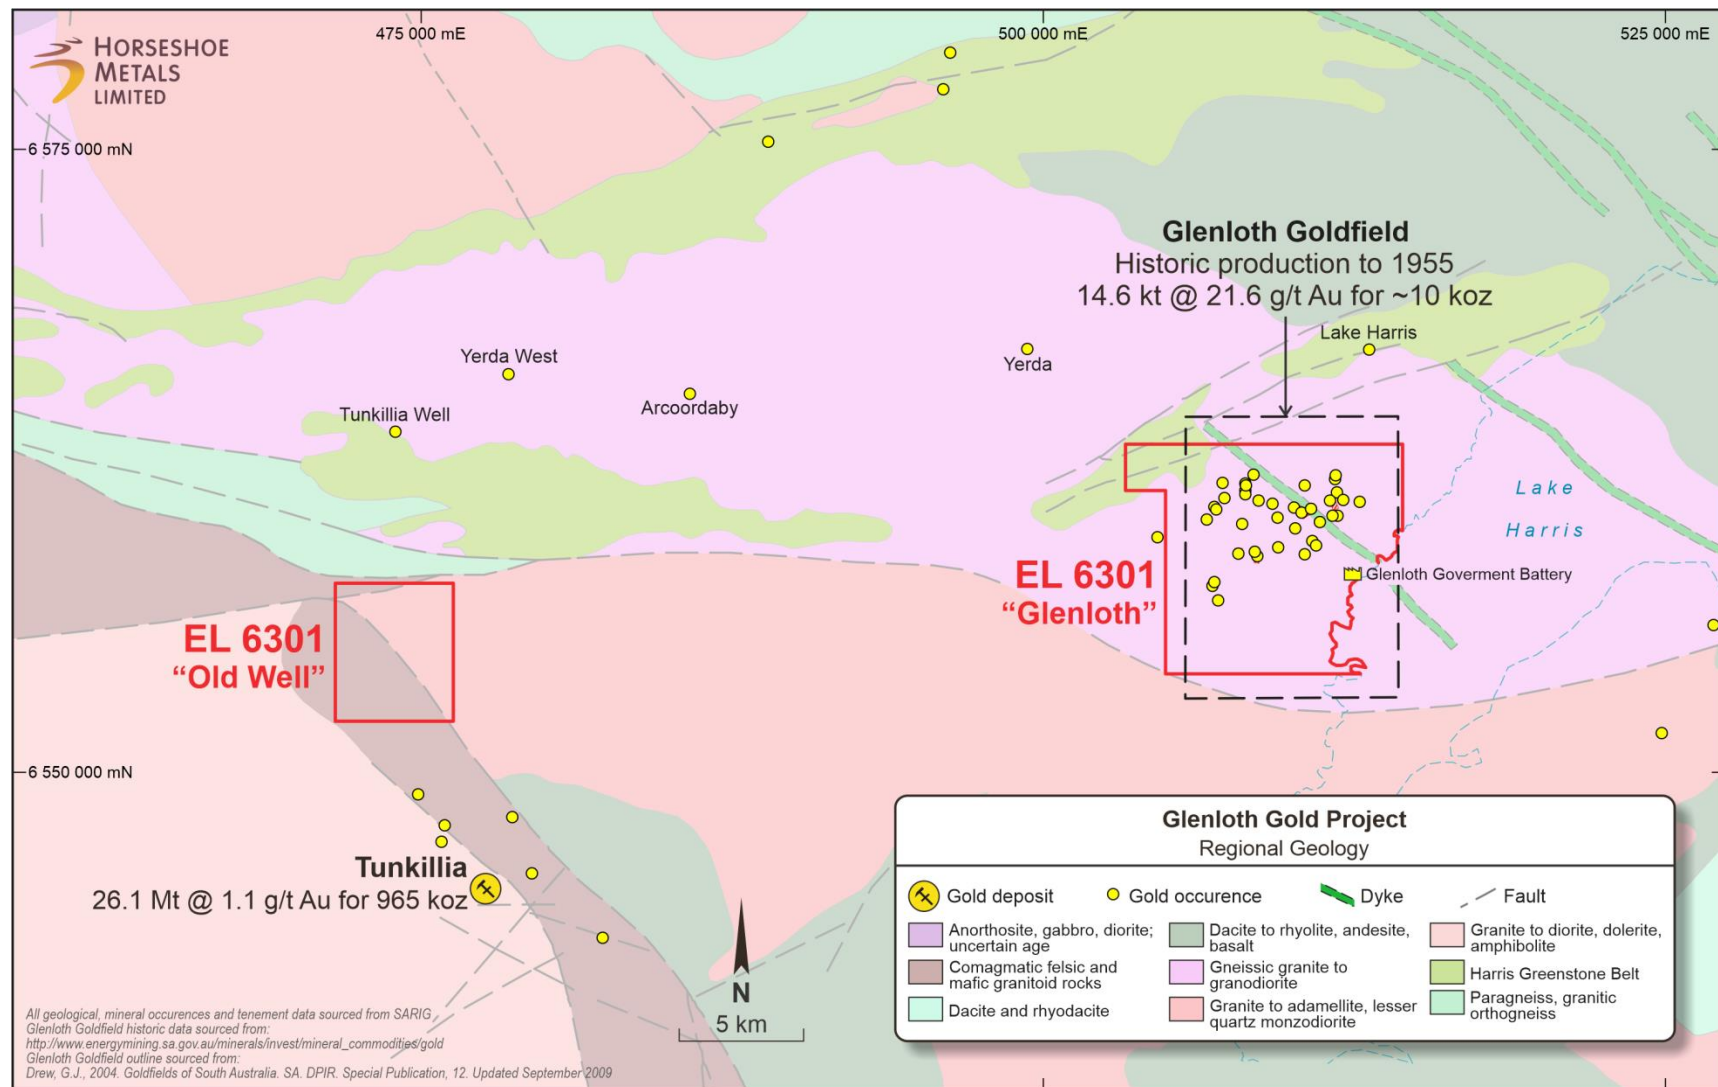 HORSESHOE
METALS
LIMITED
475 000 mE
500 000 mE
525 000 mE
6 575 000 mN
Glenloth Goldfield
Historic production to 1955
14.6 kt @ 21.6 g/t Au for ~10 koz
Lake Harris
Yerda West
Yerda
Arcoordaby
Tunkillia Well
Lake
Harris
EL 6301
“Glenloth”
Glenloth Goverment Battery
EL 6301
“Old Well”
6 550 000 mN
Tunkillia
26.1 Mt @ 1.1 g/t Au for 965 koz
N
5 km
Glenloth Gold Project
Regional Geology
Gold deposit
Gold occurence
Dyke
Fault
Anorthosite, gabbro, diorite;
uncertain age
Dacite to rhyolite, andesite,
basalt
Granite to diorite, dolerite,
amphibolite
Comagmatic felsic and
mafic granitoid rocks
Gneissic granite to
granodiorite
Harris Greenstone Belt
Dacite and rhyodacite
Granite to adamellite, lesser
quartz monzodiorite
Paragneiss, granitic
orthogneiss
All geological, mineral occurences and tenement data sourced from SARIG
Glenloth Goldfield historic data sourced from:
http://www.energymining.sa.gov.au/minerals/invest/mineral_commodities/gold
Glenloth Goldfield outline sourced from:
Drew, G.J., 2004. Goldfields of South Australia. SA. DPIR. Special Publication, 12. Updated September 2009